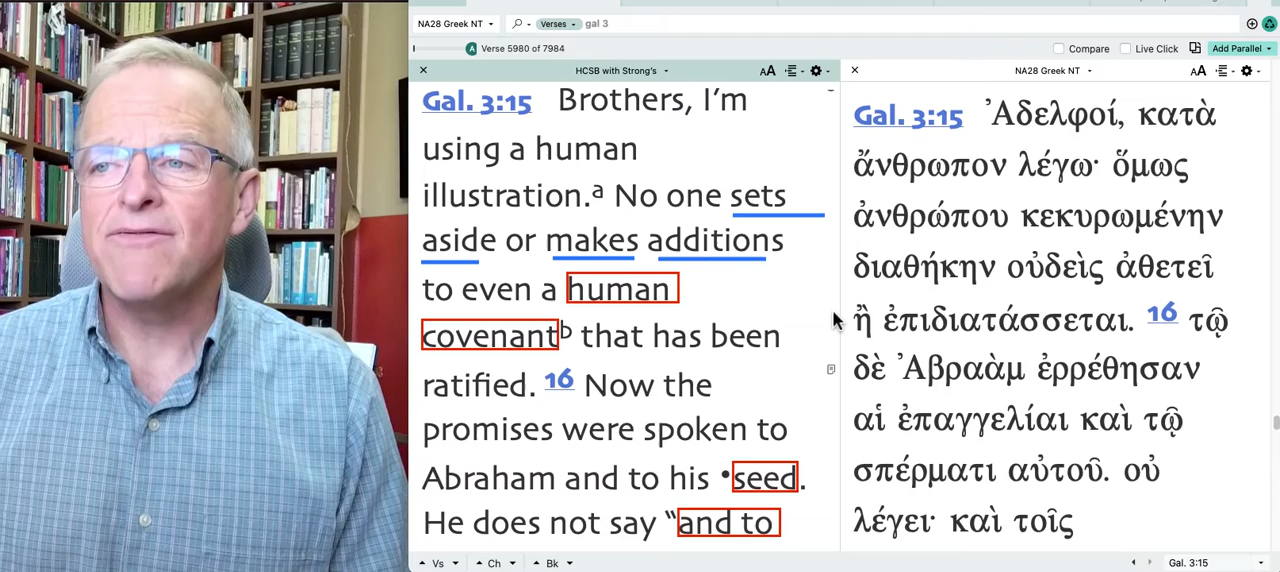 NA28 Greek NT
Verses
gal 3
A
Verse 5980 of 7984
Compare
Live Click
Add Parallel
HCSB with Strong's
AA
Gal. 3:15 Brothers, I'm
using a human
illustration.ᵃ No one sets
aside or makes additions
to even a human
covenantᵇ that has been
ratified. 16 Now the
promises were spoken to
Abraham and to his •seed.
He does not say “and to
NA28 Greek NT
AA
Gal. 3:15 Ἀδελφοί, κατὰ
ἄνθρωπον λέγω· ὅμως
ἀνθρώπου κεκυρωμένην
διαθήκην οὐδεὶς ἀθετεῖ
ἢ ἐπιδιατάσσεται. 16 τῷ
δὲ Ἀβραὰμ ἐρρέθησαν
αἱ ἐπαγγελίαι καὶ τῷ
σπέρματι αὐτοῦ. οὐ
λέγει· καὶ τοῖς
Vs
Ch
Bk
Gal. 3:15